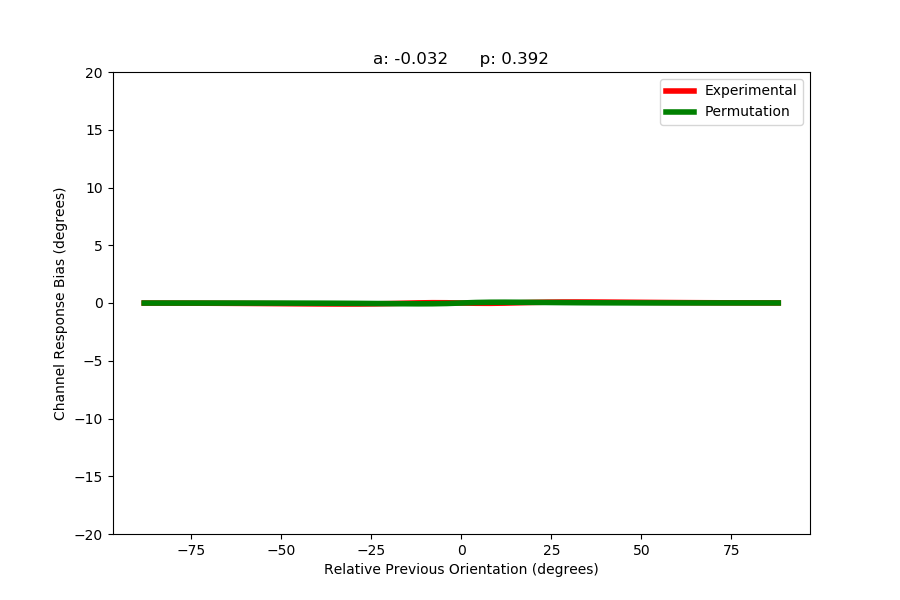 a: -0.032      p: 0.392
Experimental
Permutation
Channel Response Bias (degrees)
20
15
10
5
0
−5
−10
−15
−20
−75 −50 −25 0 25 50 75
Relative Previous Orientation (degrees)